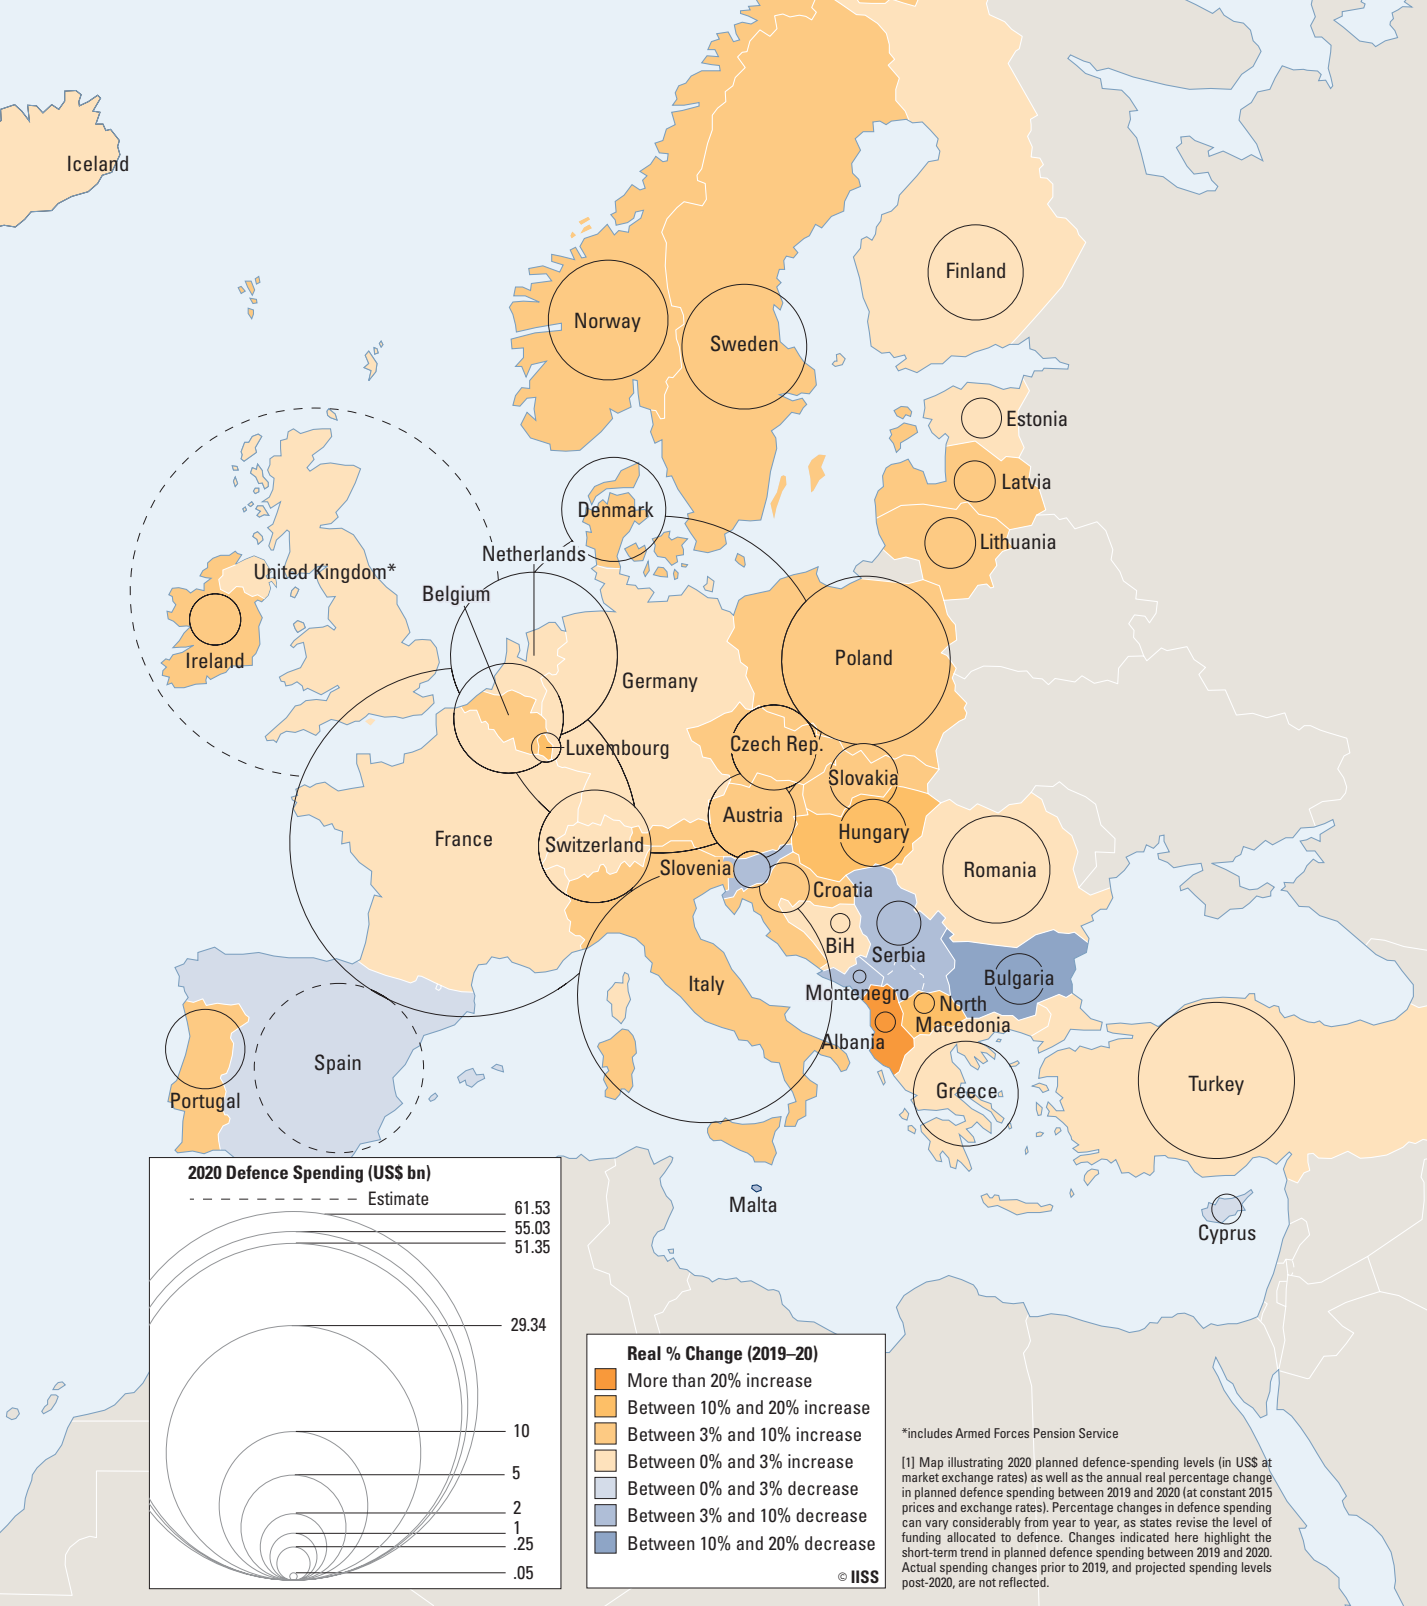 Iceland
Finland
Norway
Sweden
Estonia
Latvia
Denmark
Lithuania
Netherlands
United Kingdom*
Belgium
Ireland
Poland
Germany
Czech Rep.
Luxembourg
Slovakia
Austria
Hungary
France
Switzerland
Slovenia
Romania
Croatia
BiH
Serbia
Bulgaria
Italy
Montenegro
North
Macedonia
Albania
Spain
Turkey
Greece
Portugal
Malta
Cyprus
2020 Defence Spending (US$ bn)
Estimate
61.53
55.03
51.35
29.34
10
5
2
1
.25
.05
Real % Change (2019–20)
More than 20% increase
Between 10% and 20% increase
Between 3% and 10% increase
Between 0% and 3% increase
Between 0% and 3% decrease
Between 3% and 10% decrease
Between 10% and 20% decrease
© IISS
*includes Armed Forces Pension Service
[1] Map illustrating 2020 planned defence-spending levels (in US$ at
market exchange rates) as well as the annual real percentage change
in planned defence spending between 2019 and 2020 (at constant 2015
prices and exchange rates). Percentage changes in defence spending
can vary considerably from year to year, as states revise the level of
funding allocated to defence. Changes indicated here highlight the
short-term trend in planned defence spending between 2019 and 2020.
Actual spending changes prior to 2019, and projected spending levels
post-2020, are not reflected.